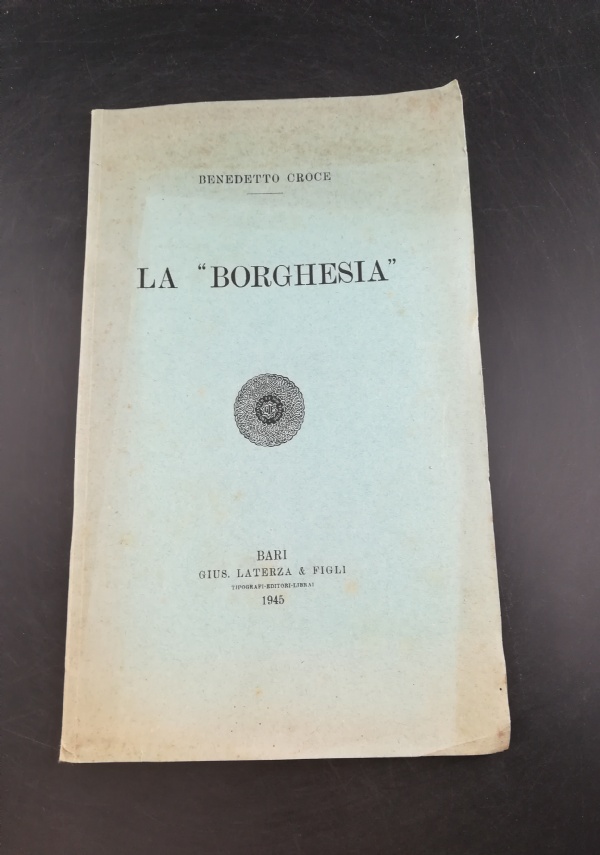 BENEDETTO CROCE
LA “BORGHESIA”
BARI
GIUS. LATERZA & FIGLI
TIPOGRAFI-EDITORI-LIBRAI
1945